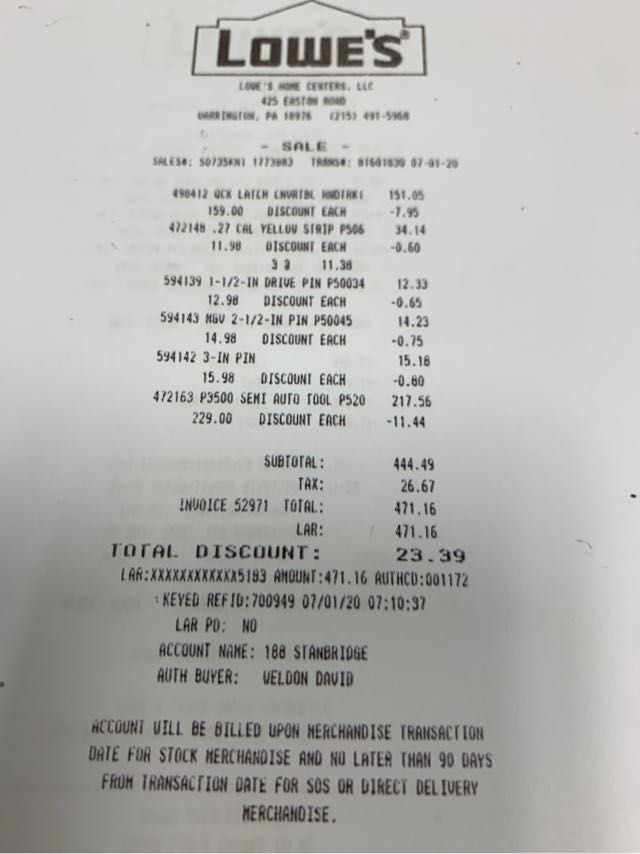 LOWE'S
LOWE'S HOME CENTERS, LLC
425 EASTON ROAD
WARRINGTON, PA 18976 (215) 491-5968
- SALE -
SALES#: S0735KN1 1773883 TRANS#: 81601830 07-01-20
490412 QCK LATCH CNVRTBL HNDTRK( 151.05
159.00 DISCOUNT EACH -7.95
472148 .27 CAL YELLOW STRIP P506 34.14
11.98 DISCOUNT EACH -0.60
3 @ 11.38
594139 1-1/2-IN DRIVE PIN P50034 12.33
12.98 DISCOUNT EACH -0.65
594143 MGV 2-1/2-IN PIN P50045 14.23
14.98 DISCOUNT EACH -0.75
594142 3-IN PIN 15.18
15.98 DISCOUNT EACH -0.80
472163 P3500 SEMI AUTO TOOL P520 217.56
229.00 DISCOUNT EACH -11.44
SUBTOTAL: 444.49
TAX: 26.67
INVOICE 52971 TOTAL: 471.16
LAR: 471.16
TOTAL DISCOUNT: 23.39
LAR:XXXXXXXXXXXX5183 AMOUNT:471.16 AUTHCD:001172
KEYED REFID:700949 07/01/20 07:10:37
LAR PO: NO
ACCOUNT NAME: 188 STANBRIDGE
AUTH BUYER: WELDON DAVID
ACCOUNT WILL BE BILLED UPON MERCHANDISE TRANSACTION
DATE FOR STOCK MERCHANDISE AND NO LATER THAN 90 DAYS
FROM TRANSACTION DATE FOR SOS OR DIRECT DELIVERY
MERCHANDISE.